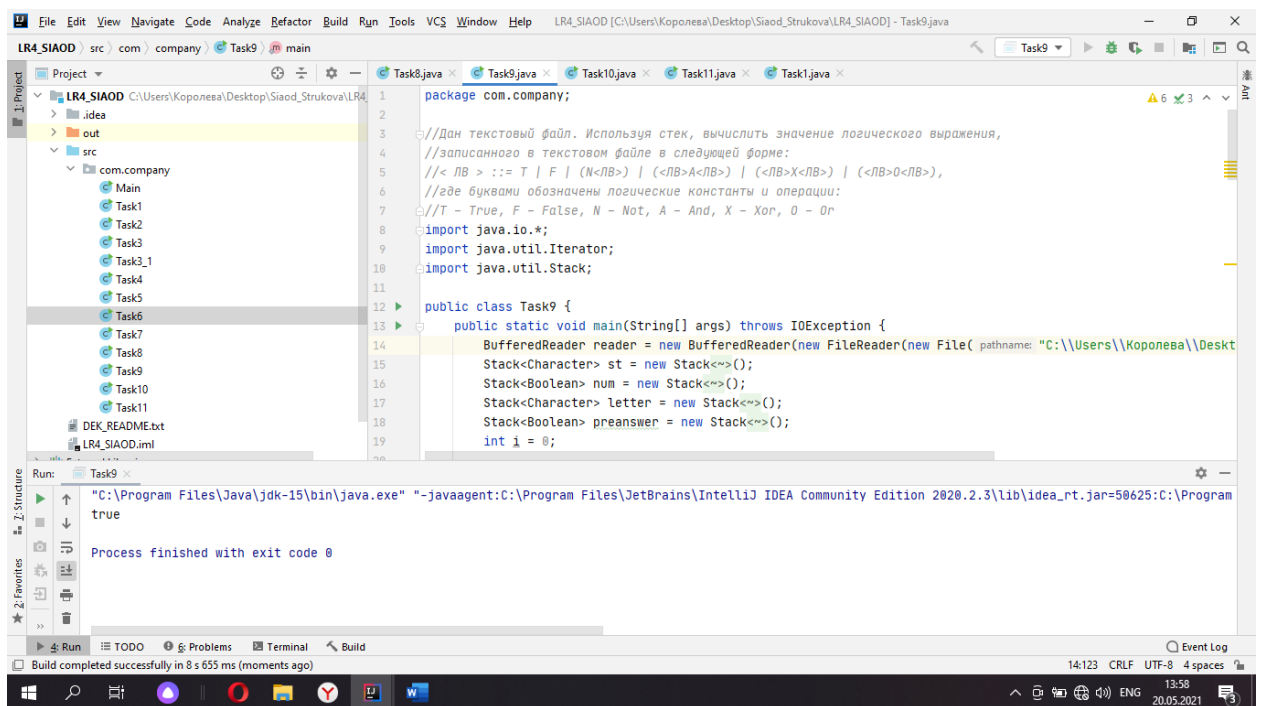 File Edit View Navigate Code Analyze Refactor Build Run Tools VCS Window Help LR4_SIAOD [C:\Users\Королева\Desktop\Siaod_Strukova\LR4_SIAOD] - Task9.java
LR4_SIAOD src com company Task9 main
Task9
1: Project
Project
Task8.java Task9.java Task10.java Task11.java Task1.java
Ant
LR4_SIAOD C:\Users\Королева\Desktop\Siaod_Strukova\LR4
.idea
out
src
com.company
Main
Task1
Task2
Task3
Task3_1
Task4
Task5
Task6
Task7
Task8
Task9
Task10
Task11
DEK_README.txt
LR4_SIAOD.iml
6 3
1 package com.company;
2
3 //Дан текстовый файл. Используя стек, вычислить значение логического выражения,
4 //записанного в текстовом файле в следующей форме:
5 //< ЛВ > ::= T | F | (N<ЛВ>) | (<ЛВ>A<ЛВ>) | (<ЛВ>X<ЛВ>) | (<ЛВ>O<ЛВ>),
6 //где буквами обозначены логические константы и операции:
7 //T – True, F – False, N – Not, A – And, X – Xor, O – Or
8 import java.io.*;
9 import java.util.Iterator;
10 import java.util.Stack;
11
12 public class Task9 {
13 public static void main(String[] args) throws IOException {
14 BufferedReader reader = new BufferedReader(new FileReader(new File( pathname: "C:\\Users\\Королева\\Deskt
15 Stack<Character> st = new Stack<~>();
16 Stack<Boolean> num = new Stack<~>();
17 Stack<Character> letter = new Stack<~>();
18 Stack<Boolean> preanswer = new Stack<~>();
19 int i = 0;
Run: Task9
7: Structure
2: Favorites
"C:\Program Files\Java\jdk-15\bin\java.exe" "-javaagent:C:\Program Files\JetBrains\IntelliJ IDEA Community Edition 2020.2.3\lib\idea_rt.jar=50625:C:\Program
true
Process finished with exit code 0
4: Run TODO 6: Problems Terminal Build Event Log
Build completed successfully in 8 s 655 ms (moments ago) 14:123 CRLF UTF-8 4 spaces
ENG 13:58
20.05.2021
3